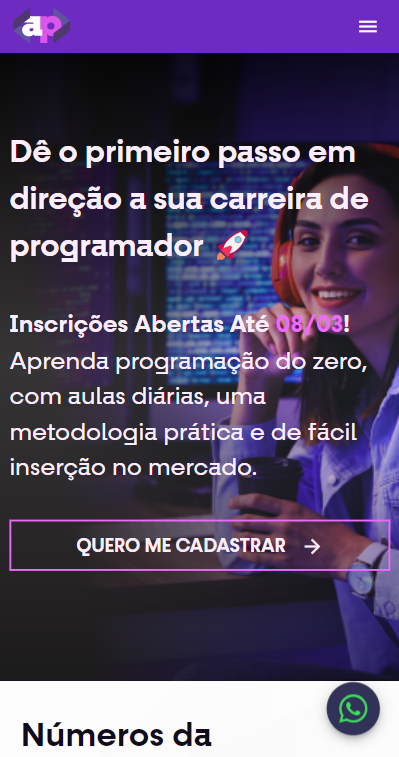 ap
Dê o primeiro passo em
direção a sua carreira de
programador 🚀
Inscrições Abertas Até 08/03!
Aprenda programação do zero,
com aulas diárias, uma
metodologia prática e de fácil
inserção no mercado.
QUERO ME CADASTRAR →
Números da